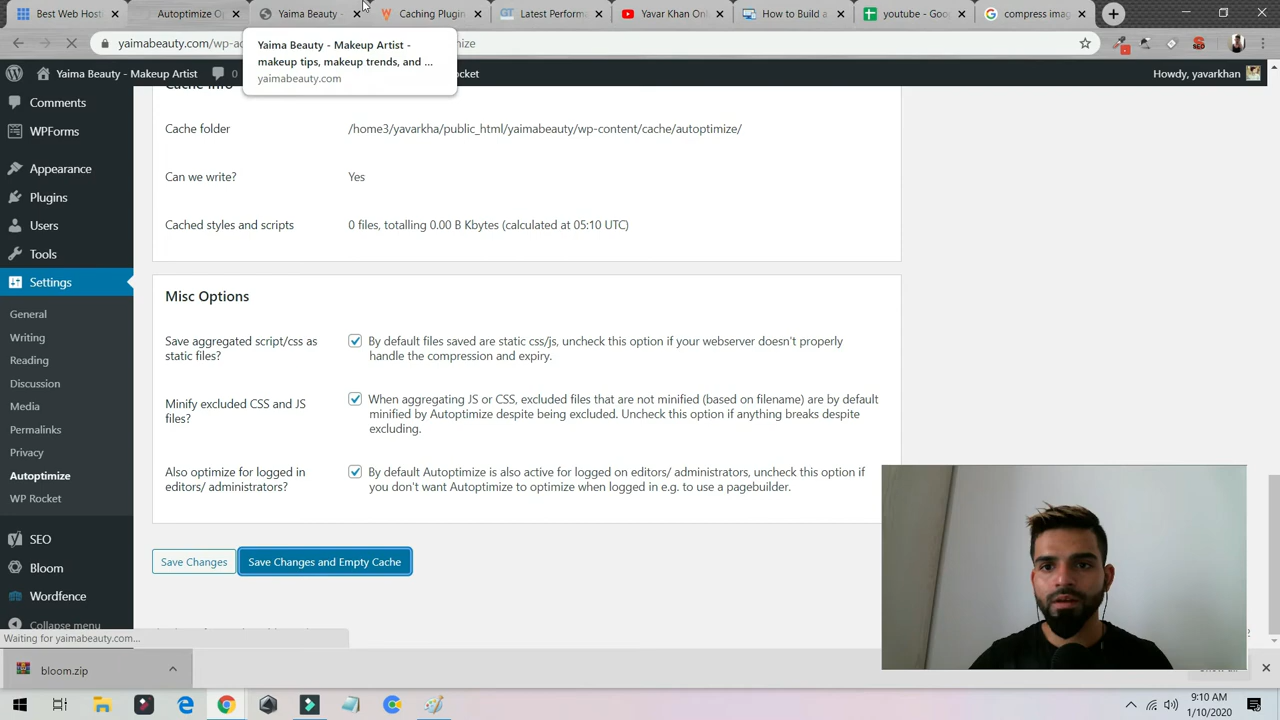 Best Web Host
Autoptimize O
Yaima Beauty -
Caching Plugin
Latest Perform
Yavar Khan Onl
How to Build a
youtube - Goo
compress imag
yaimabeauty.com/wp-ad
mize
Yaima Beauty - Makeup Artist -
makeup tips, makeup trends, and ...
yaimabeauty.com
Yaima Beauty - Makeup Artist
0
ocket
Howdy, yavarkhan
Comments
WPForms
Appearance
Plugins
Users
Tools
Settings
General
Writing
Reading
Discussion
Media
Permalinks
Privacy
Autoptimize
WP Rocket
SEO
Bloom
Wordfence
Collapse menu
Cache Info
Cache folder /home3/yavarkha/public_html/yaimabeauty/wp-content/cache/autoptimize/
Can we write? Yes
Cached styles and scripts 0 files, totalling 0.00 B Kbytes (calculated at 05:10 UTC)
Misc Options
Save aggregated script/css as
static files?
By default files saved are static css/js, uncheck this option if your webserver doesn't properly
handle the compression and expiry.
Minify excluded CSS and JS
files?
When aggregating JS or CSS, excluded files that are not minified (based on filename) are by default
minified by Autoptimize despite being excluded. Uncheck this option if anything breaks despite
excluding.
Also optimize for logged in
editors/ administrators?
By default Autoptimize is also active for logged on editors/ administrators, uncheck this option if
you don't want Autoptimize to optimize when logged in e.g. to use a pagebuilder.
Save Changes
Save Changes and Empty Cache
Waiting for yaimabeauty.com...
bloom.zip
9:10 AM
1/10/2020